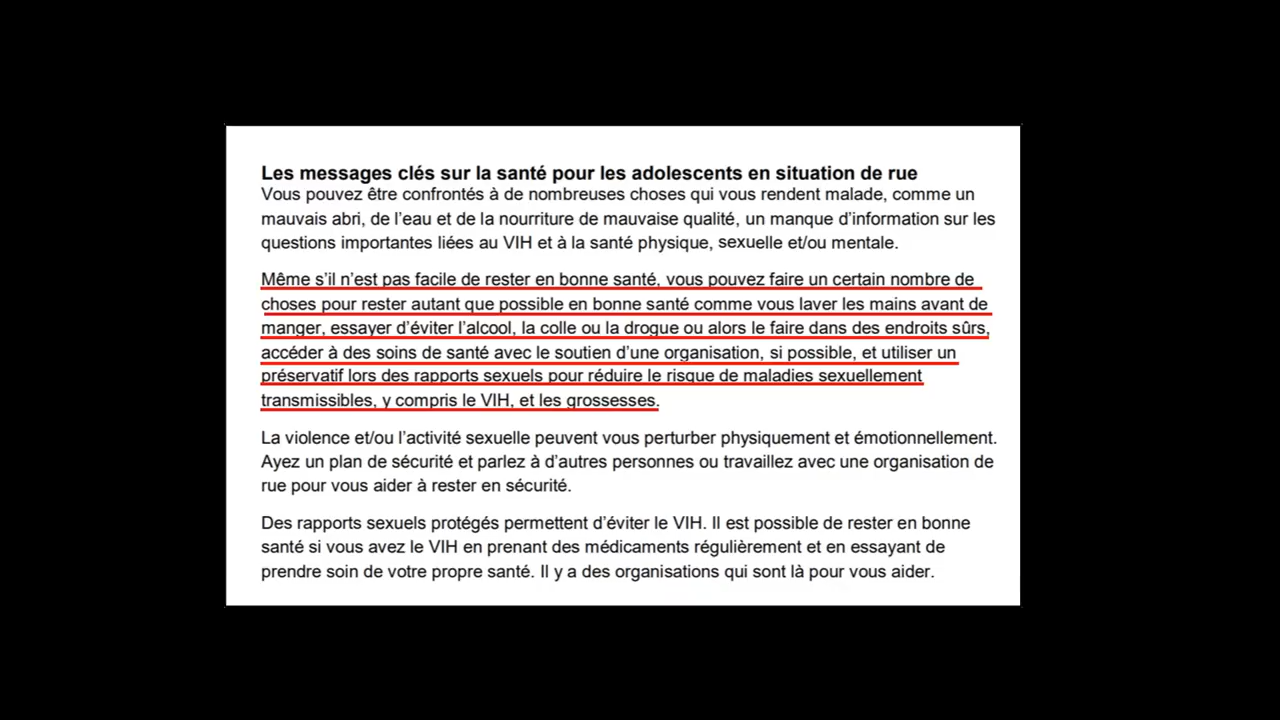 Les messages clés sur la santé pour les adolescents en situation de rue
Vous pouvez être confrontés à de nombreuses choses qui vous rendent malade, comme un
mauvais abri, de l’eau et de la nourriture de mauvaise qualité, un manque d’information sur les
questions importantes liées au VIH et à la santé physique, sexuelle et/ou mentale.
Même s’il n’est pas facile de rester en bonne santé, vous pouvez faire un certain nombre de
choses pour rester autant que possible en bonne santé comme vous laver les mains avant de
manger, essayer d’éviter l’alcool, la colle ou la drogue ou alors le faire dans des endroits sûrs,
accéder à des soins de santé avec le soutien d’une organisation, si possible, et utiliser un
préservatif lors des rapports sexuels pour réduire le risque de maladies sexuellement
transmissibles, y compris le VIH, et les grossesses.
La violence et/ou l’activité sexuelle peuvent vous perturber physiquement et émotionnellement.
Ayez un plan de sécurité et parlez à d’autres personnes ou travaillez avec une organisation de
rue pour vous aider à rester en sécurité.
Des rapports sexuels protégés permettent d’éviter le VIH. Il est possible de rester en bonne
santé si vous avez le VIH en prenant des médicaments régulièrement et en essayant de
prendre soin de votre propre santé. Il y a des organisations qui sont là pour vous aider.